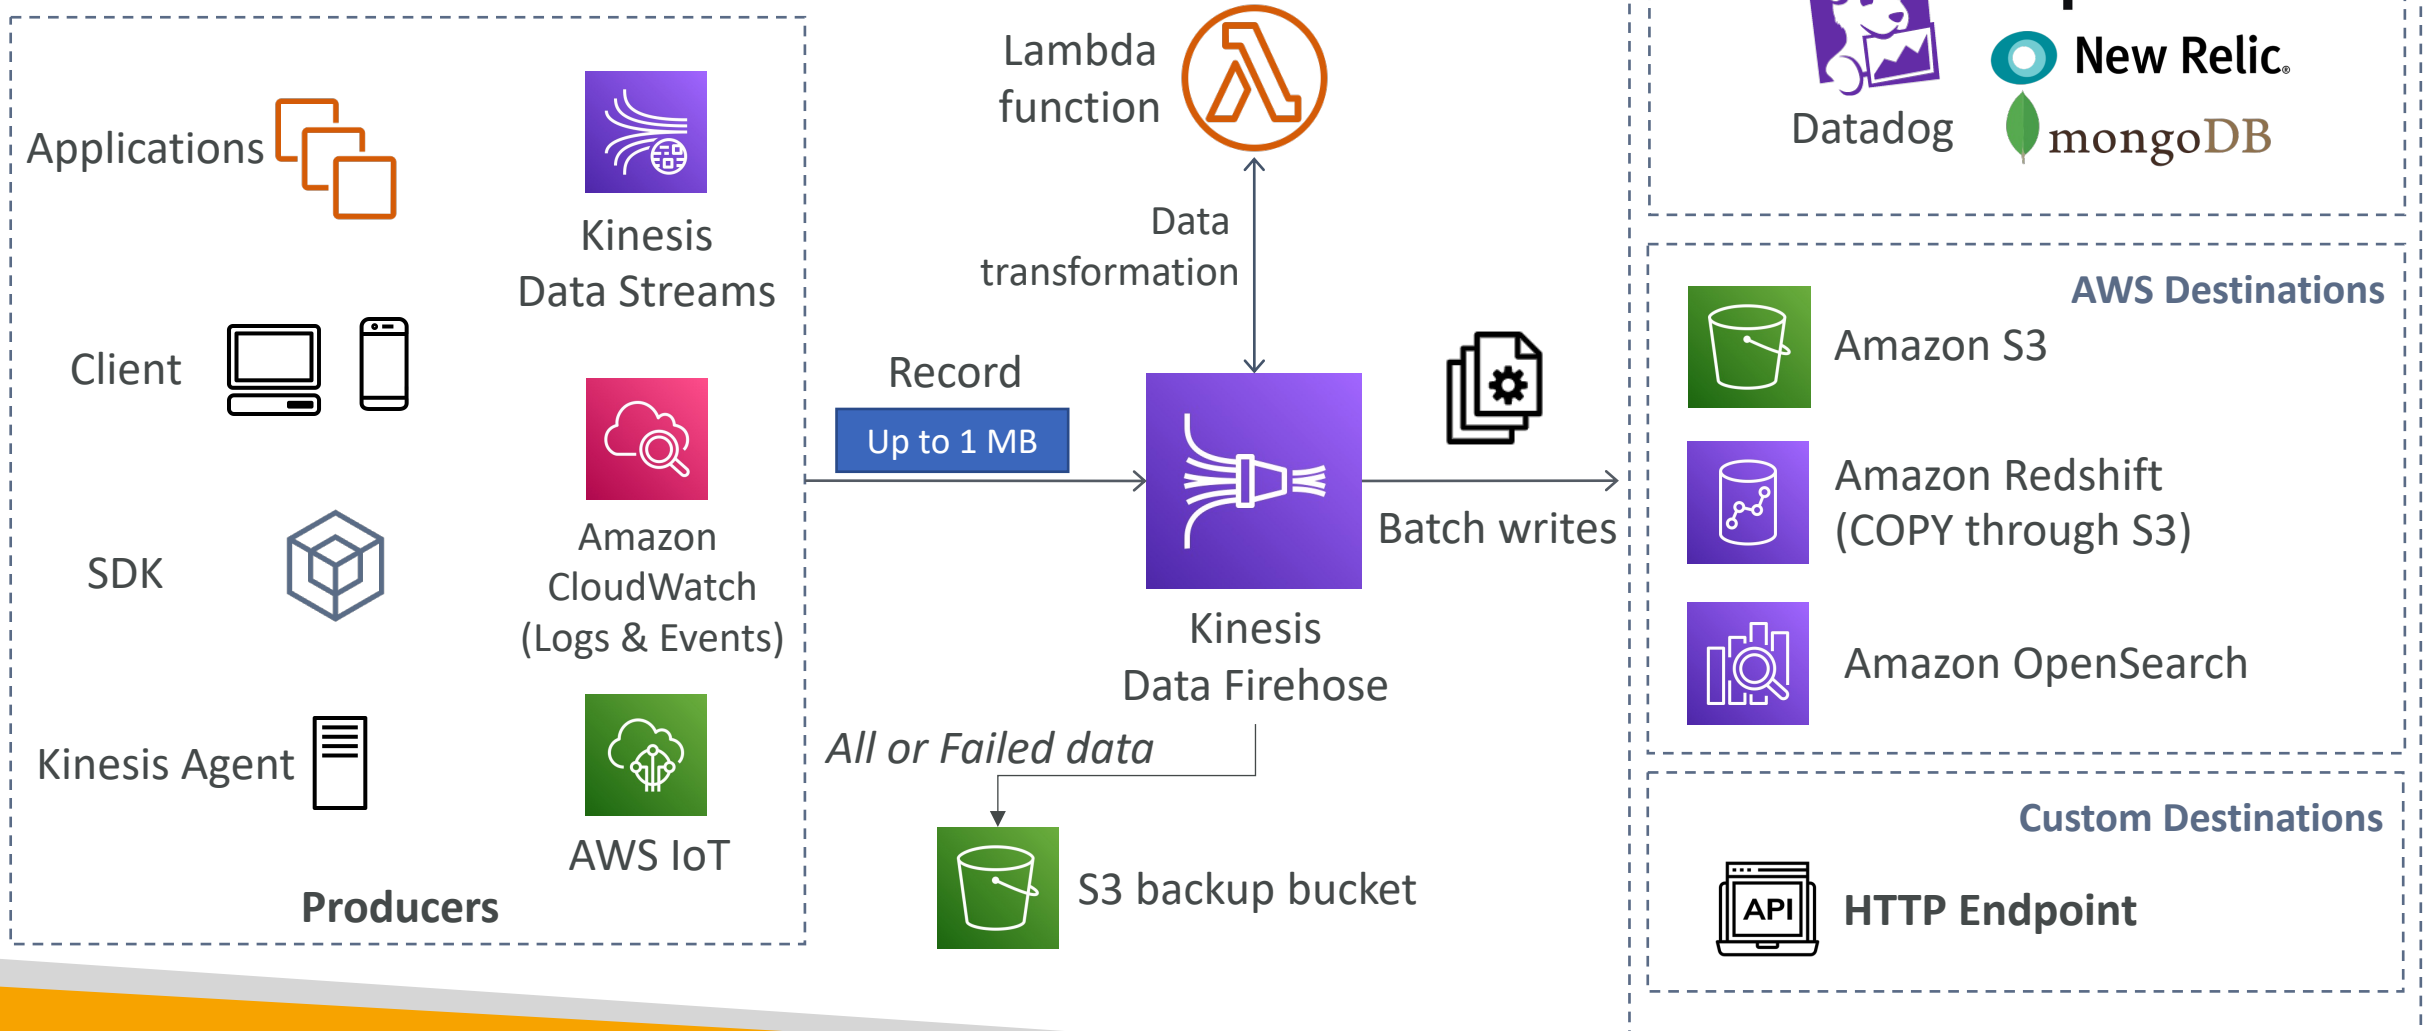 Applications
Kinesis
Data Streams
Client
Amazon
CloudWatch
(Logs & Events)
SDK
Kinesis Agent
AWS IoT
Producers
Lambda
function
Data
transformation
Record
Up to 1 MB
Kinesis
Data Firehose
All or Failed data
S3 backup bucket
Batch writes
Datadog
New Relic®
mongoDB
AWS Destinations
Amazon S3
Amazon Redshift
(COPY through S3)
Amazon OpenSearch
Custom Destinations
API
HTTP Endpoint